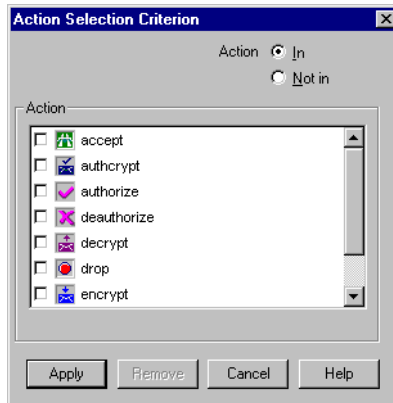 Action Selection Criterion
Action In
Not in
Action
accept
authcrypt
authorize
deauthorize
decrypt
drop
encrypt
Apply Remove Cancel Help